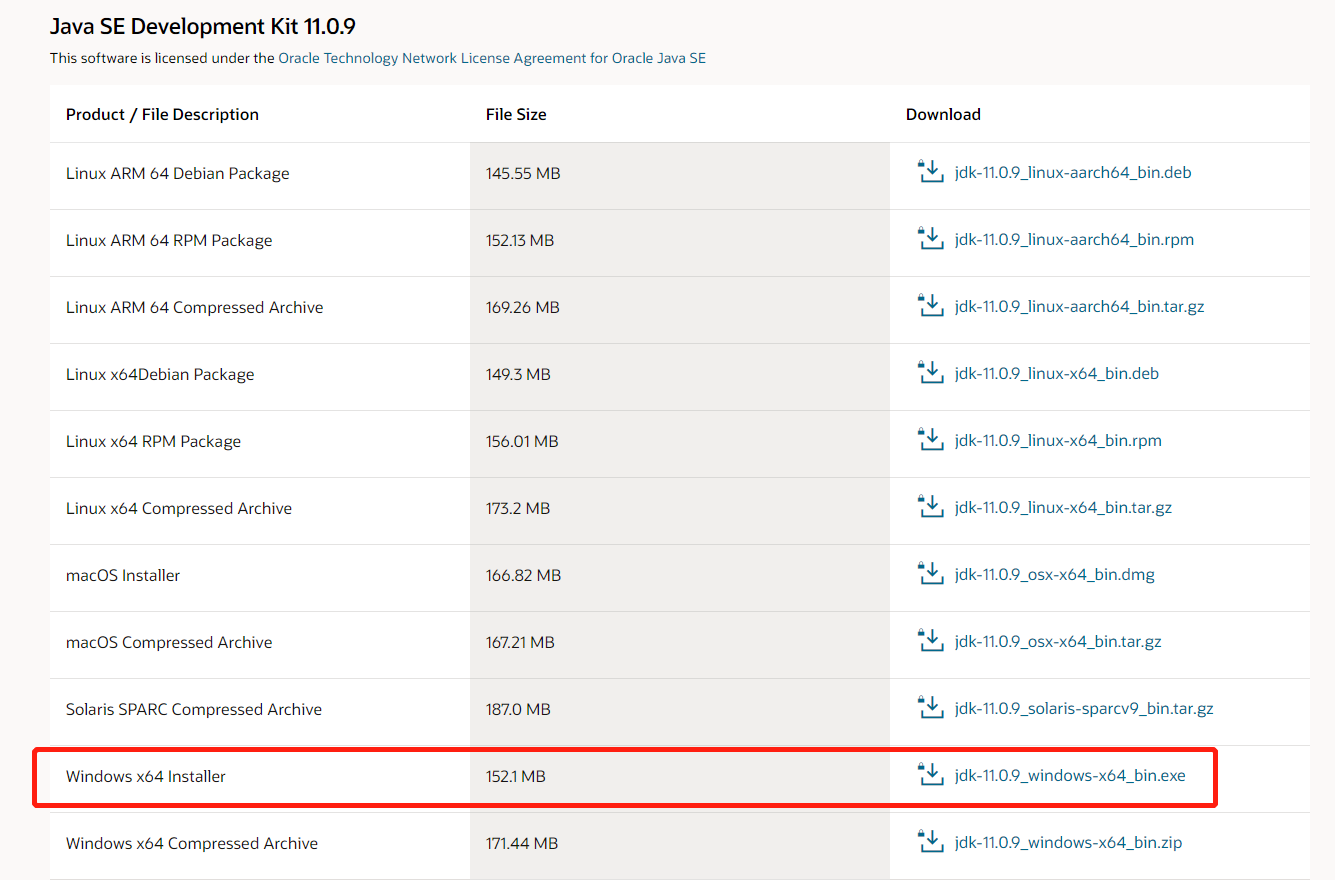 Java SE Development Kit 11.0.9
This software is licensed under the Oracle Technology Network License Agreement for Oracle Java SE
Product / File Description File Size Download
Linux ARM 64 Debian Package 145.55 MB jdk-11.0.9_linux-aarch64_bin.deb
Linux ARM 64 RPM Package 152.13 MB jdk-11.0.9_linux-aarch64_bin.rpm
Linux ARM 64 Compressed Archive 169.26 MB jdk-11.0.9_linux-aarch64_bin.tar.gz
Linux x64Debian Package 149.3 MB jdk-11.0.9_linux-x64_bin.deb
Linux x64 RPM Package 156.01 MB jdk-11.0.9_linux-x64_bin.rpm
Linux x64 Compressed Archive 173.2 MB jdk-11.0.9_linux-x64_bin.tar.gz
macOS Installer 166.82 MB jdk-11.0.9_osx-x64_bin.dmg
macOS Compressed Archive 167.21 MB jdk-11.0.9_osx-x64_bin.tar.gz
Solaris SPARC Compressed Archive 187.0 MB jdk-11.0.9_solaris-sparcv9_bin.tar.gz
Windows x64 Installer 152.1 MB jdk-11.0.9_windows-x64_bin.exe
Windows x64 Compressed Archive 171.44 MB jdk-11.0.9_windows-x64_bin.zip